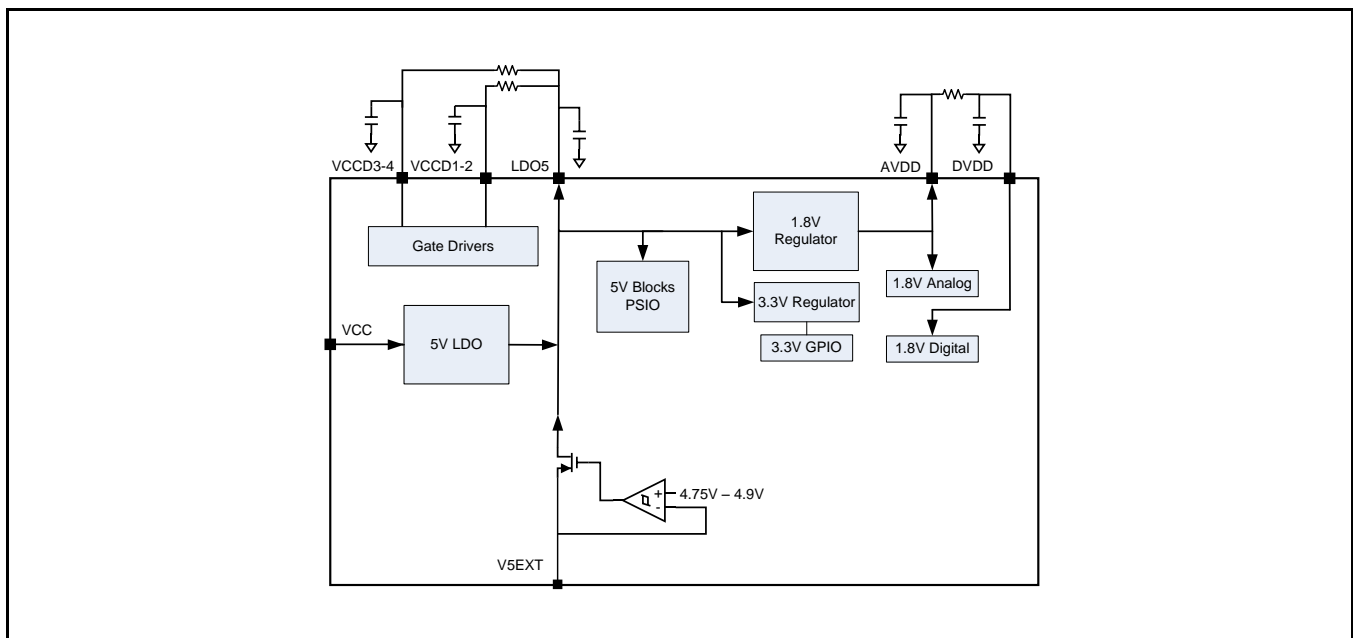 VCCD3-4
VCCD1-2
LDO5
AVDD
DVDD
Gate Drivers
1.8V
Regulator
5V Blocks
PSIO
1.8V Analog
3.3V Regulator
VCC
5V LDO
3.3V GPIO
1.8V Digital
+
4.75V – 4.9V
-
V5EXT